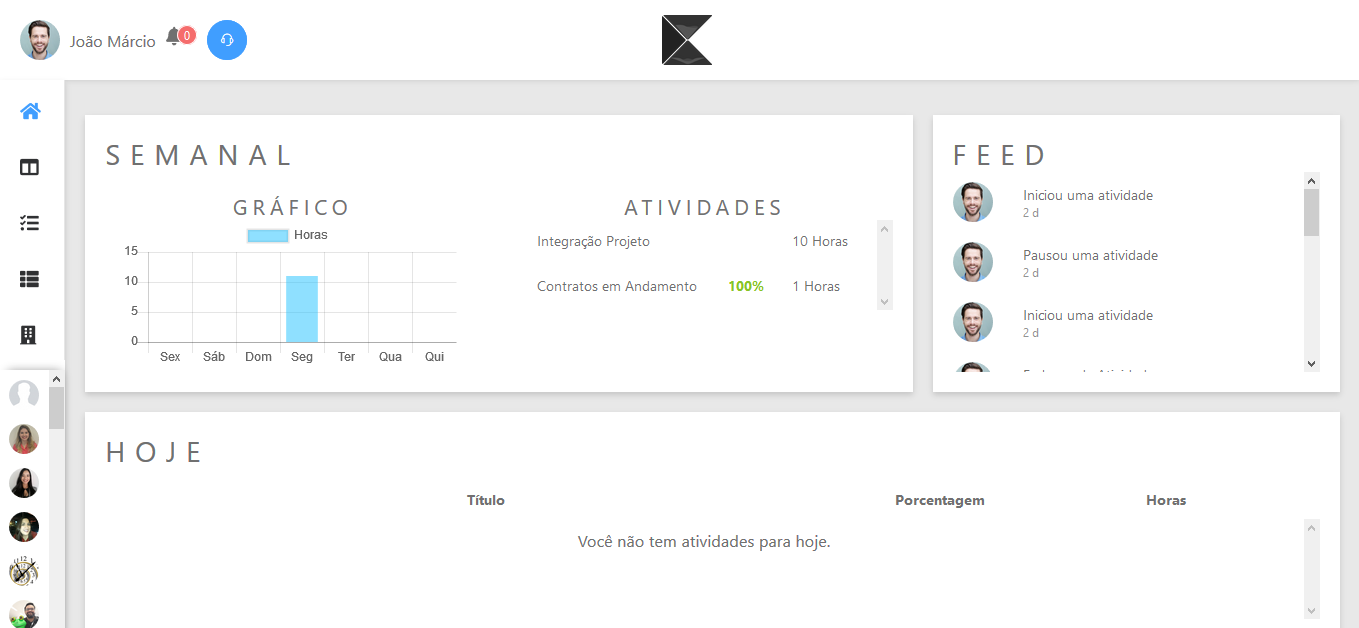 João Márcio
0
SEMANAL
GRÁFICO
Horas
15
10
5
0
Sex Sáb Dom Seg Ter Qua Qui
ATIVIDADES
Integração Projeto 10 Horas
Contratos em Andamento 100% 1 Horas
FEED
Iniciou uma atividade
2 d
Pausou uma atividade
2 d
Iniciou uma atividade
2 d
HOJE
Título Porcentagem Horas
Você não tem atividades para hoje.